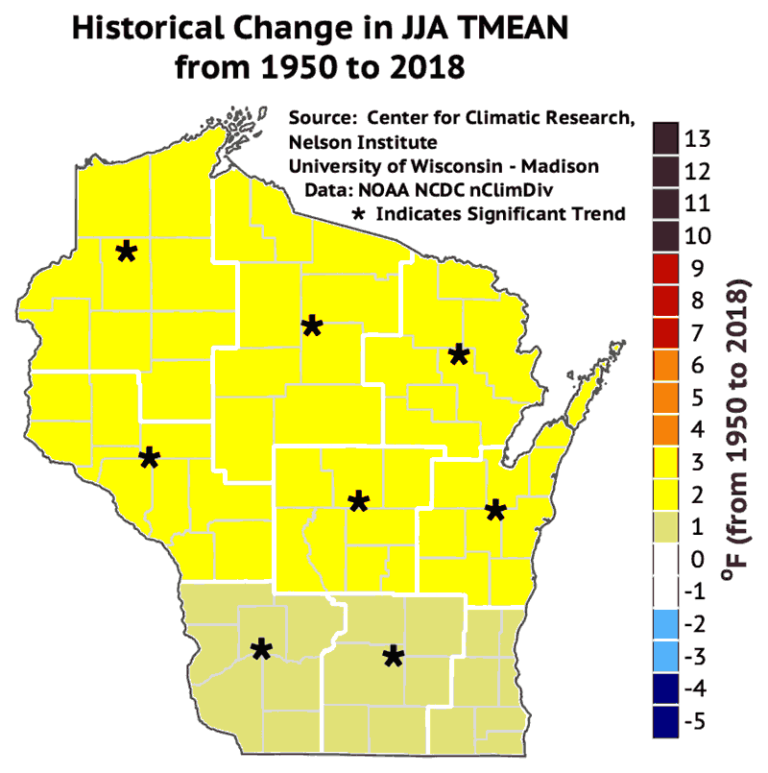 Historical Change in JJA TMEAN
from 1950 to 2018
Source: Center for Climatic Research,
Nelson Institute
University of Wisconsin - Madison
Data: NOAA NCDC nClimDiv
* Indicates Significant Trend
13
12
11
10
9
8
7
6
5
4
3
2
1
0
-1
-2
-3
-4
-5
ºF (from 1950 to 2018)